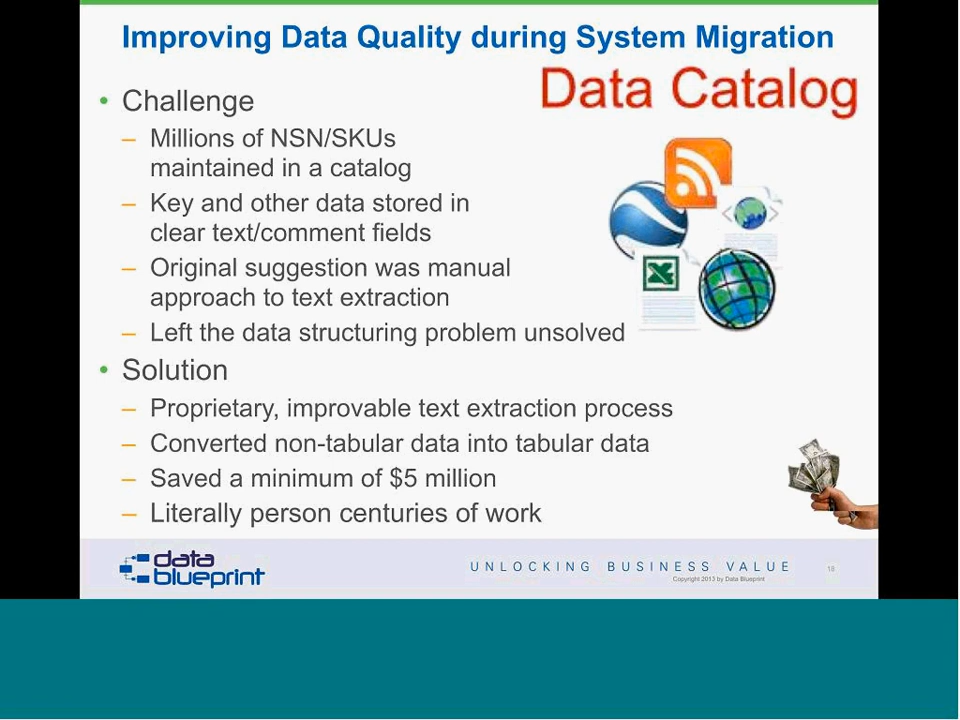 Improving Data Quality during System Migration
Data Catalog
• Challenge
– Millions of NSN/SKUs
maintained in a catalog
– Key and other data stored in
clear text/comment fields
– Original suggestion was manual
approach to text extraction
– Left the data structuring problem unsolved
• Solution
– Proprietary, improvable text extraction process
– Converted non-tabular data into tabular data
– Saved a minimum of $5 million
– Literally person centuries of work
data
blueprint
UNLOCKING BUSINESS VALUE
18
Copyright 2013 by Data Blueprint